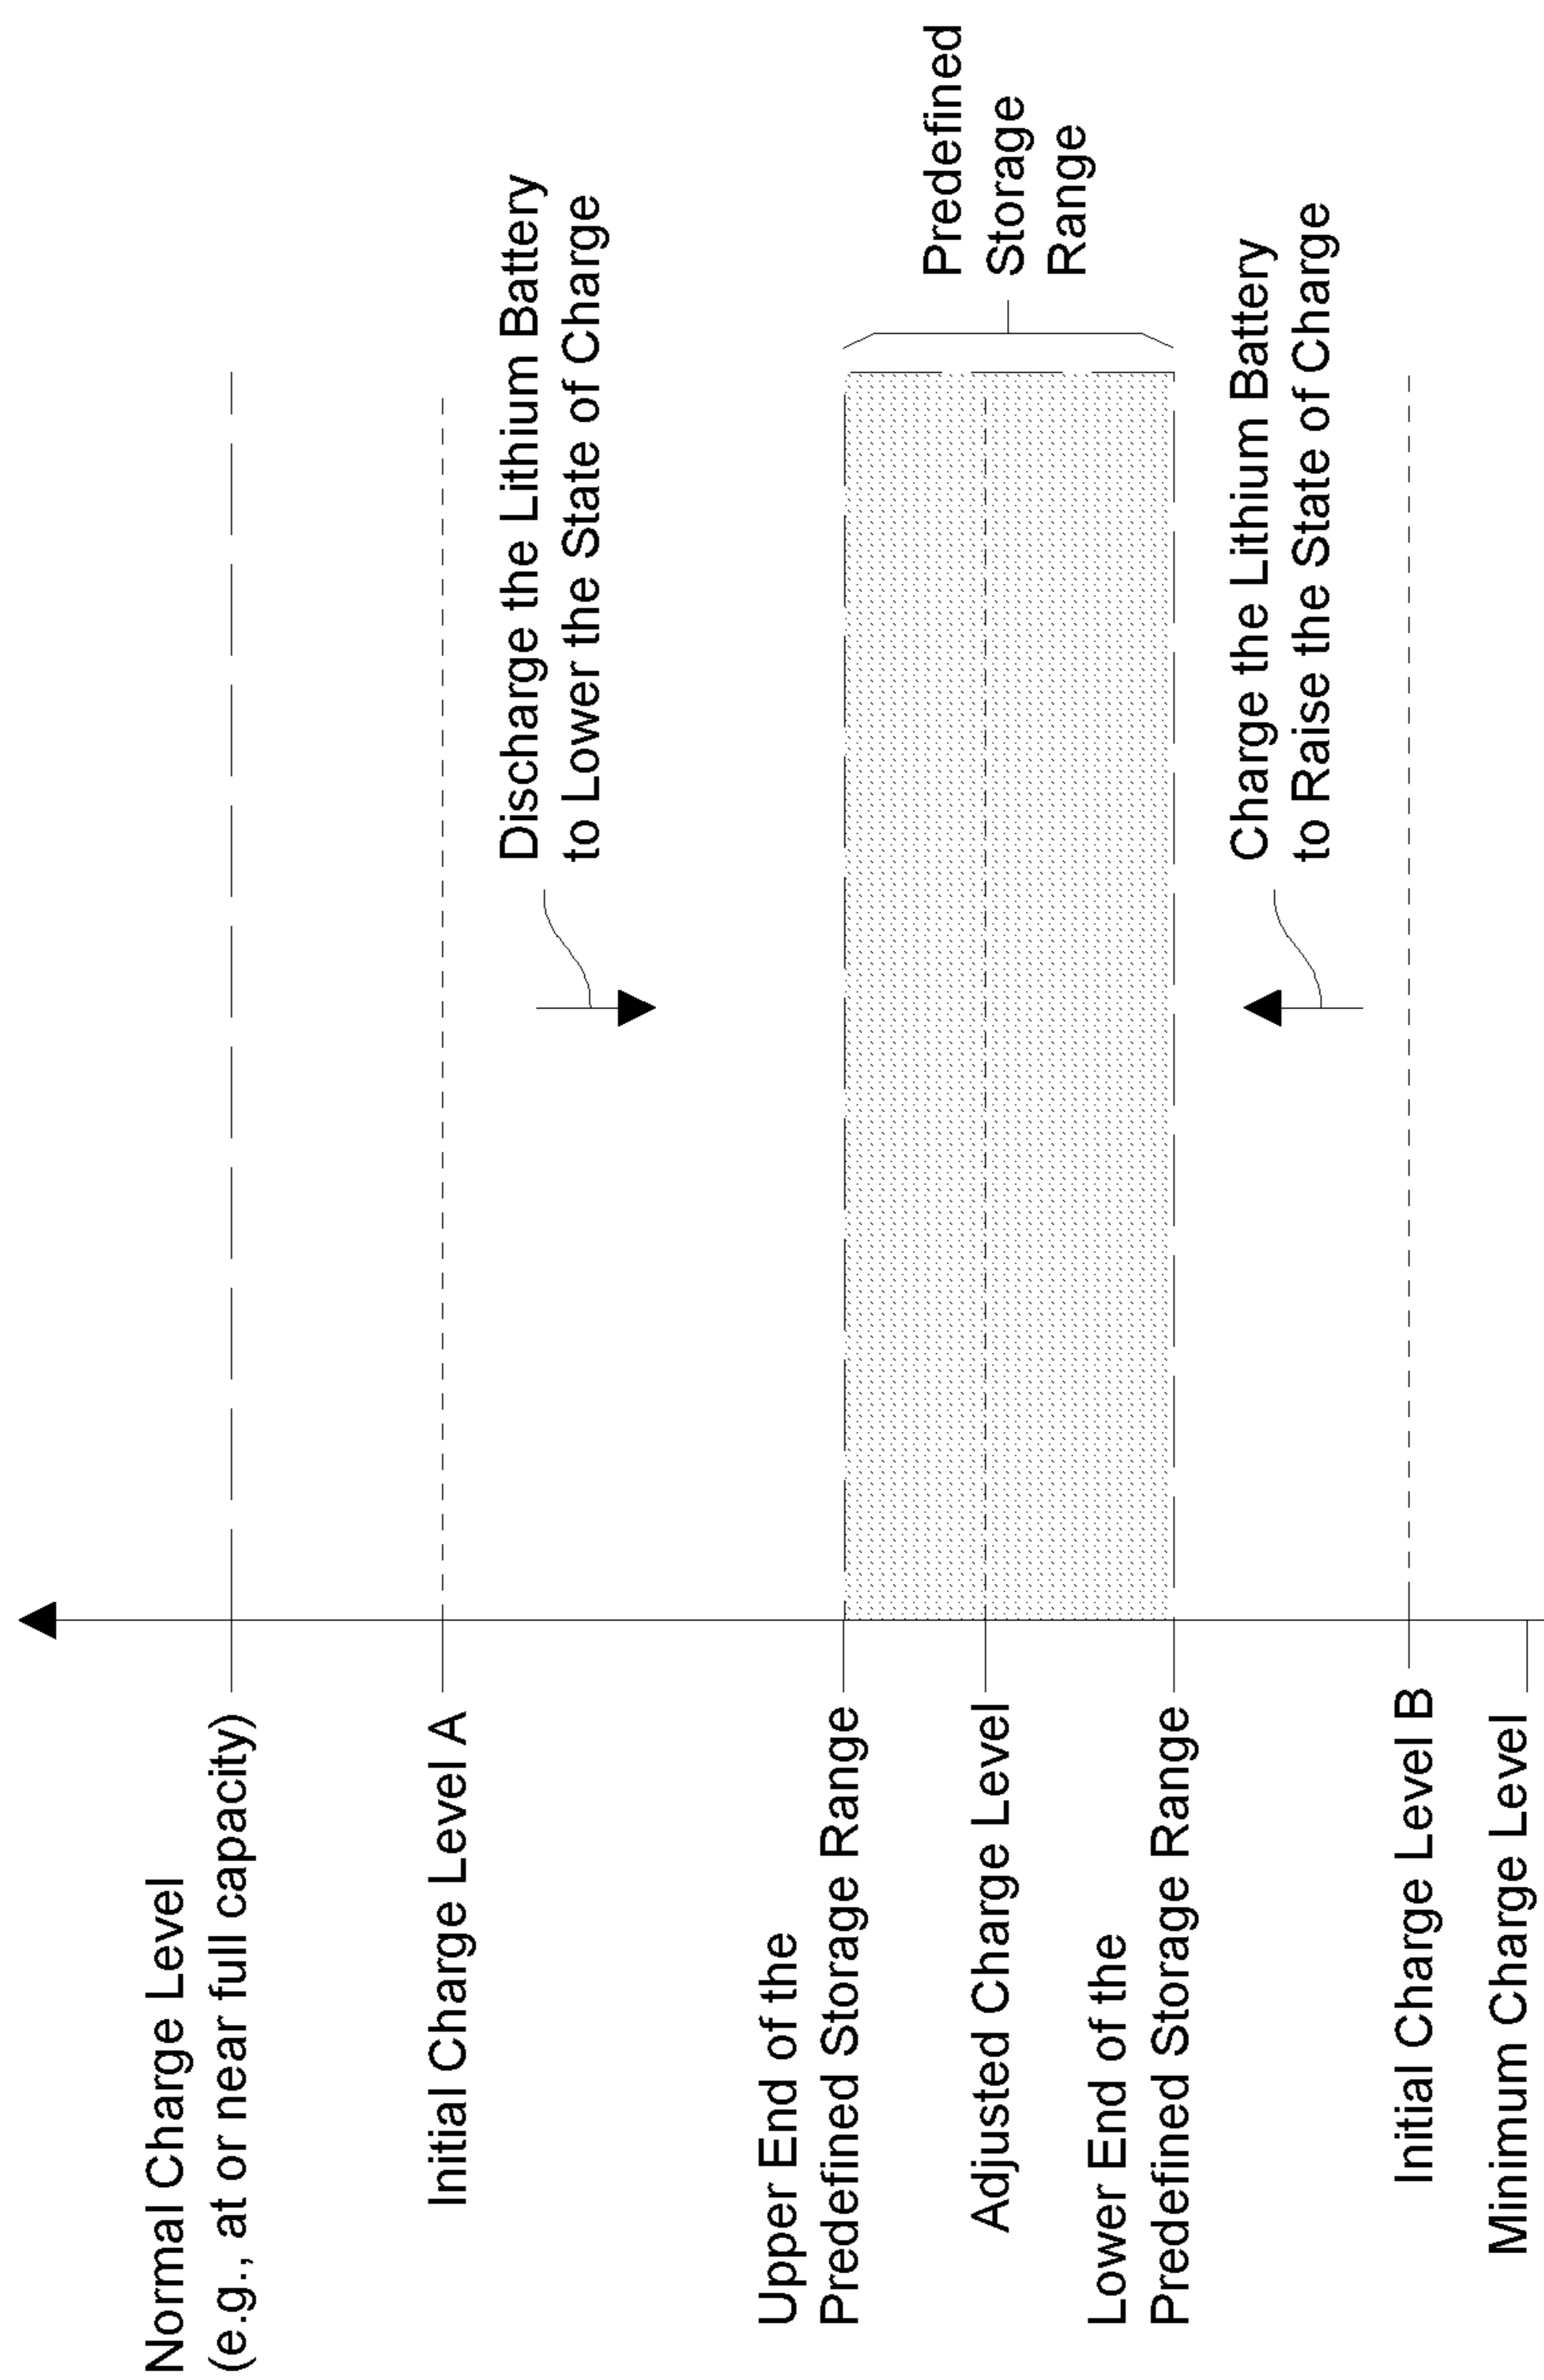 Normal Charge Level
(e.g., at or near full capacity)
Initial Charge Level A
Discharge the Lithium Battery
to Lower the State of Charge
Upper End of the
Predefined Storage Range
Adjusted Charge Level
Predefined
Storage
Range
Lower End of the
Predefined Storage Range
Charge the Lithium Battery
to Raise the State of Charge
Initial Charge Level B
Minimum Charge Level